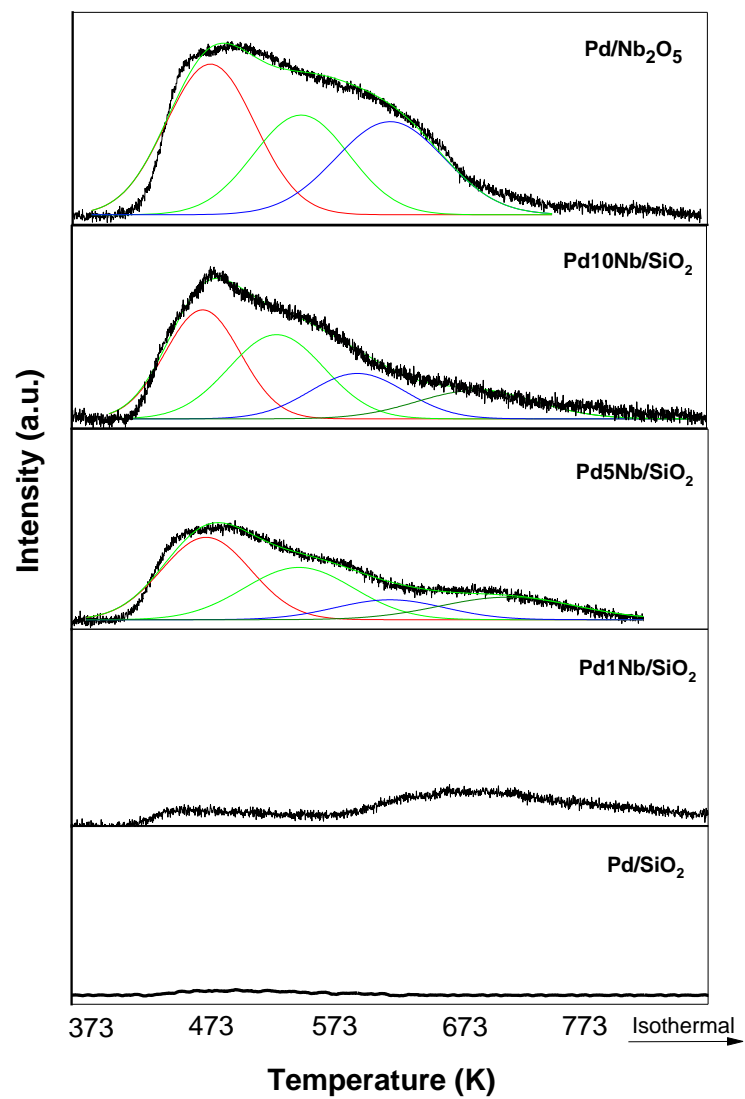 Pd/Nb₂O₅
Pd10Nb/SiO₂
Pd5Nb/SiO₂
Pd1Nb/SiO₂
Pd/SiO₂
Intensity (a.u.)
373 473 573 673 773 Isothermal
Temperature (K)